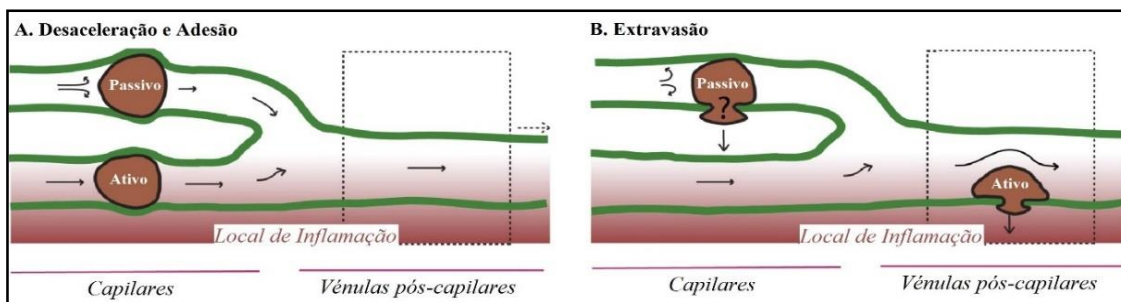 A. Desaceleração e Adesão
Passivo
Ativo
Local de Inflamação
Capilares
Vénulas pós-capilares
B. Extravasão
Passivo
?
Ativo
Local de Inflamação
Capilares
Vénulas pós-capilares